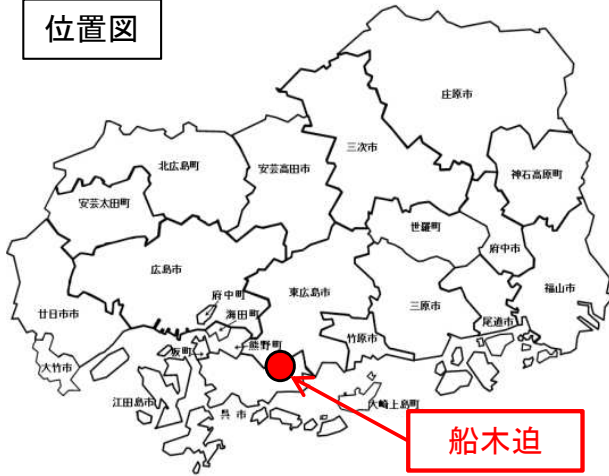 位置図
庄原市
三次市
北広島町
安芸高田市
神石高原町
安芸太田町
世羅町
府中市
広島市
東広島市
三原市
福山市
廿日市市
府中町
海田町
尾道市
竹原市
熊野町
坂町
大竹市
江田島市
呉市
大崎上島町
船木迫